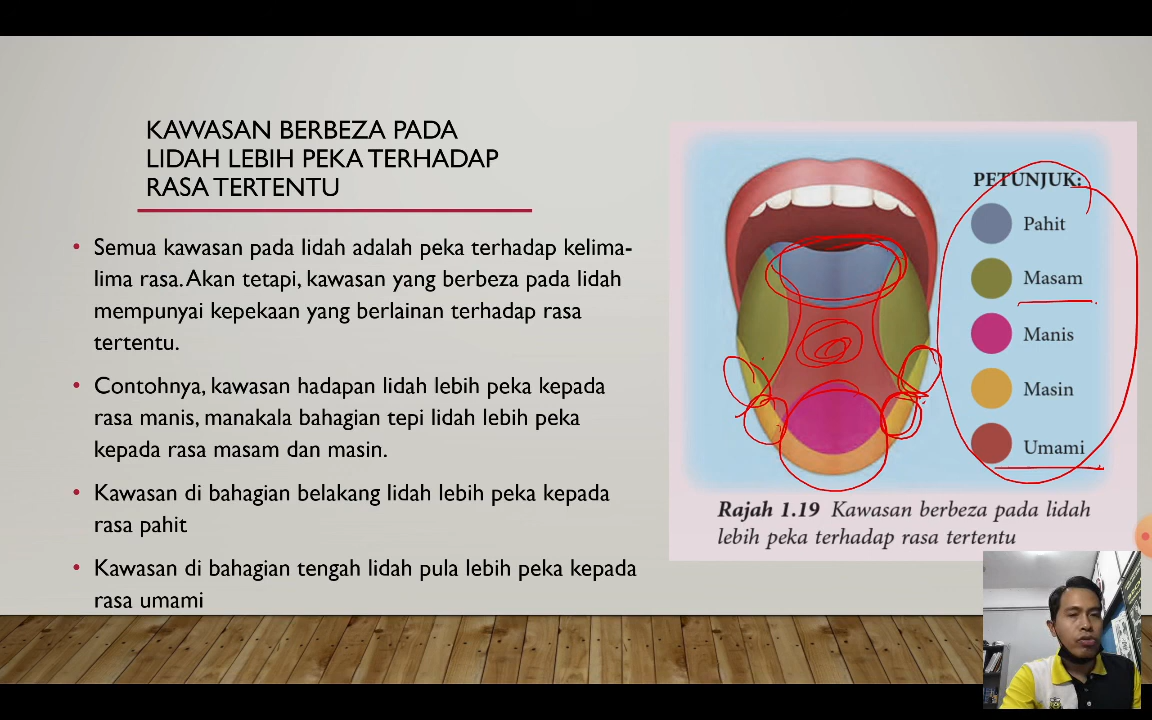 KAWASAN BERBEZA PADA
LIDAH LEBIH PEKA TERHADAP
RASA TERTENTU
• Semua kawasan pada lidah adalah peka terhadap kelima-
lima rasa. Akan tetapi, kawasan yang berbeza pada lidah
mempunyai kepekaan yang berlainan terhadap rasa
tertentu.
• Contohnya, kawasan hadapan lidah lebih peka kepada
rasa manis, manakala bahagian tepi lidah lebih peka
kepada rasa masam dan masin.
• Kawasan di bahagian belakang lidah lebih peka kepada
rasa pahit
• Kawasan di bahagian tengah lidah pula lebih peka kepada
rasa umami
PETUNJUK:
Pahit
Masam
Manis
Masin
Umami
Rajah 1.19 Kawasan berbeza pada lidah
lebih peka terhadap rasa tertentu